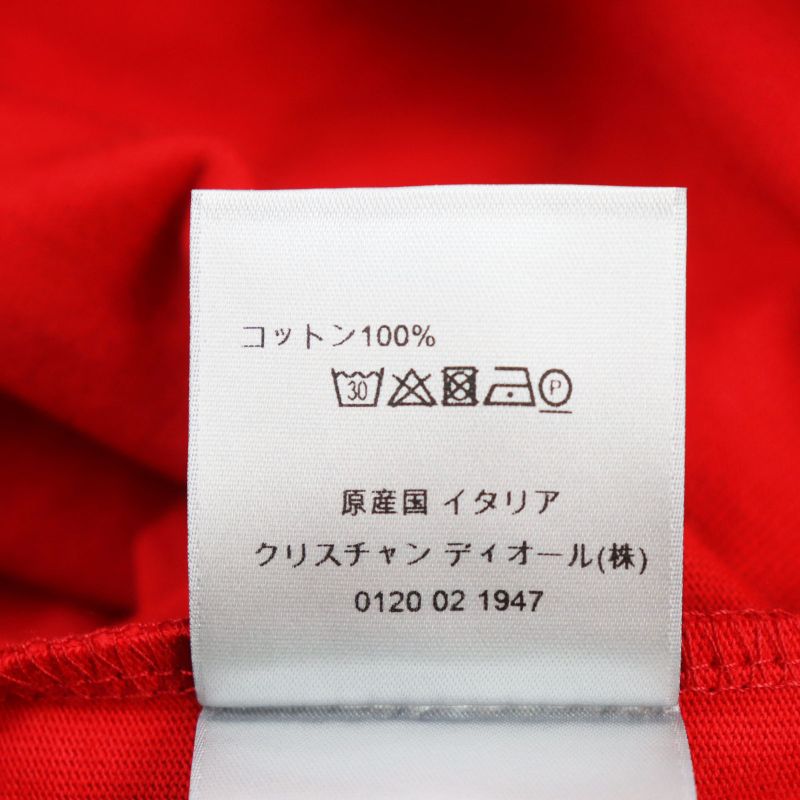 コットン100%
30 P
原産国 イタリア
クリスチャン ディオール(株)
0120 02 1947